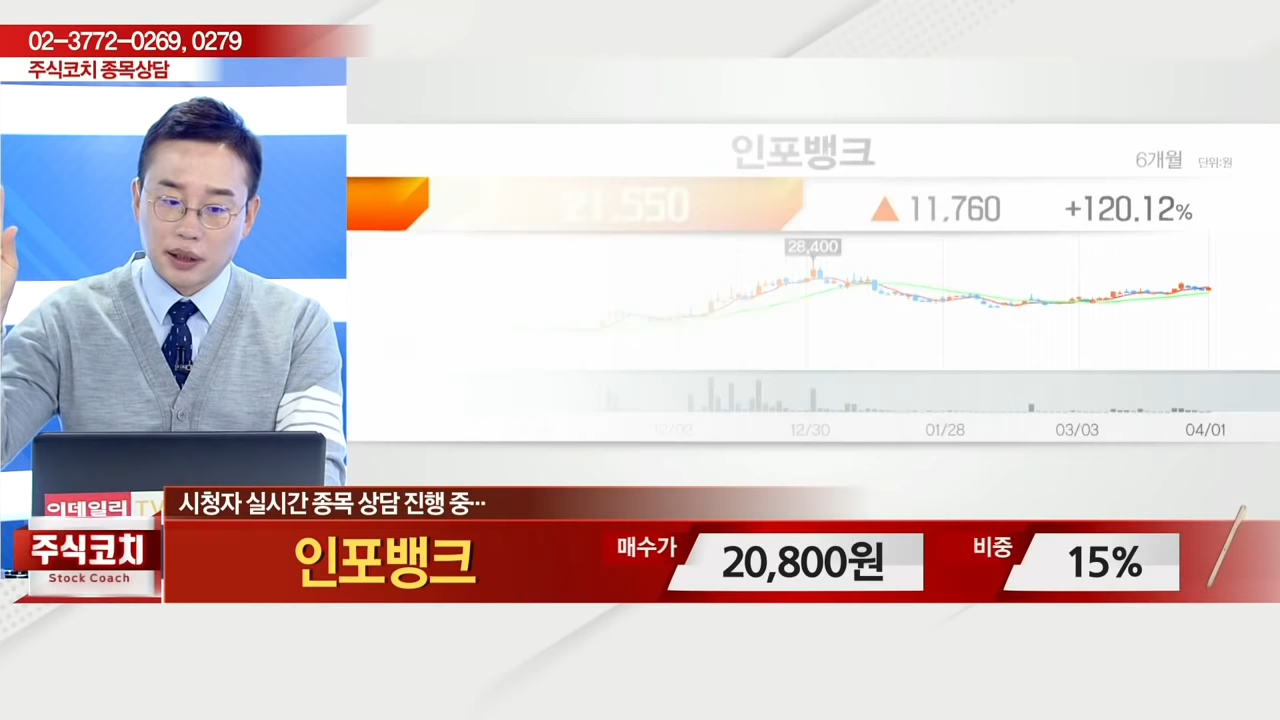 02-3772-0269, 0279
주식코치 종목상담
인포뱅크
6개월 단위:원
21,550 ▲ 11,760 +120.12%
28,400
12/02 12/30 01/28 03/03 04/01
이데일리 TV
시청자 실시간 종목 상담 진행 중...
주식코치
Stock Coach
인포뱅크 매수가 20,800원 비중 15%